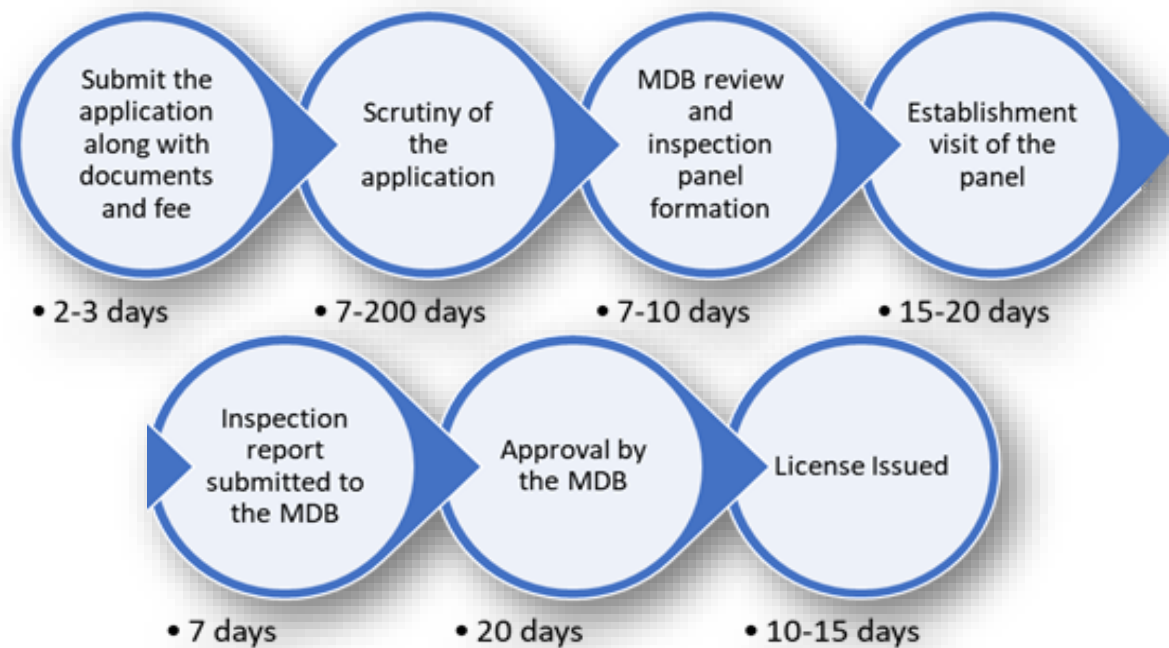 Submit the
application
along with
documents
and fee
Scrutiny of
the
application
MDB review
and
inspection
panel
formation
Establishment
visit of the
panel
• 2-3 days
• 7-200 days
• 7-10 days
• 15-20 days
Inspection
report
submitted to
the MDB
Approval by
the MDB
License Issued
• 7 days
• 20 days
• 10-15 days